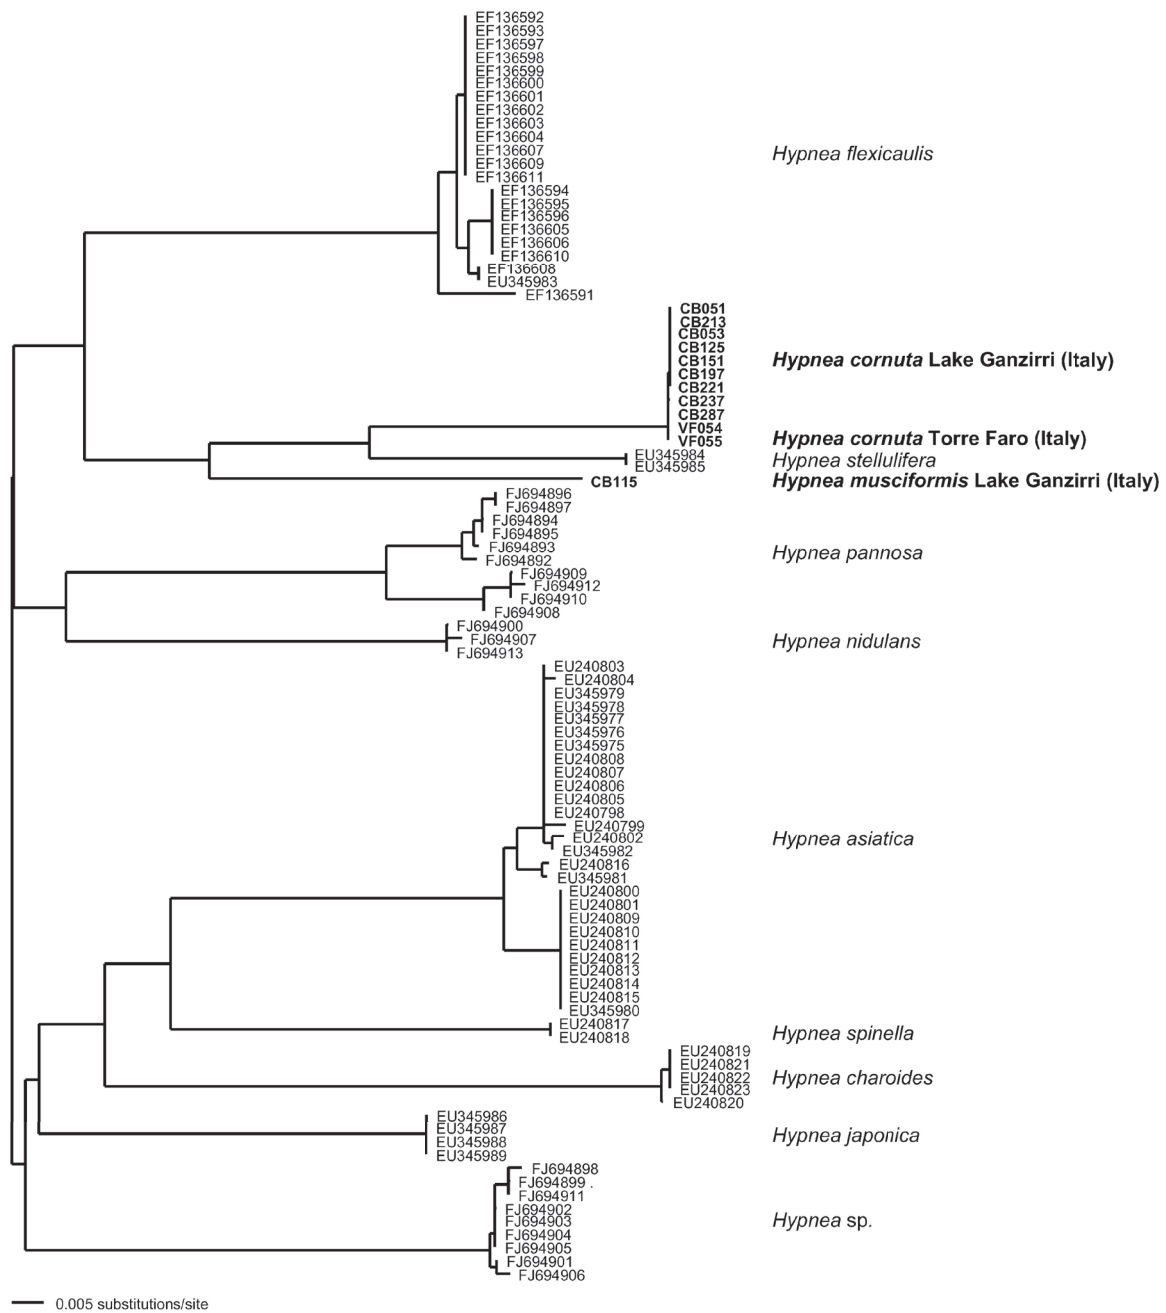 EF136592
EF136593
EF136597
EF136598
EF136599
EF136600
EF136601
EF136602
EF136603
EF136604
EF136607
EF136609
EF136611
Hypnea flexicaulis
EF136594
EF136595
EF136596
EF136605
EF136606
EF136610
EF136608
EU345983
EF136591
CB051
CB213
CB053
CB125
CB151
CB197
CB221
CB237
CB287
Hypnea cornuta Lake Ganzirri (Italy)
VF054
VF055
Hypnea cornuta Torre Faro (Italy)
EU345984
EU345985
Hypnea stellulifera
CB115
Hypnea musciformis Lake Ganzirri (Italy)
FJ694896
FJ694897
FJ694894
FJ694895
FJ694893
FJ694892
FJ694909
FJ694912
FJ694910
FJ694908
Hypnea pannosa
FJ694900
FJ694907
FJ694913
Hypnea nidulans
EU240803
EU240804
EU345979
EU345978
EU345977
EU345976
EU345975
EU240808
EU240807
EU240806
EU240805
EU240798
EU240799
EU240802
EU345982
EU240816
EU345981
EU240800
EU240801
EU240809
EU240810
EU240811
EU240812
EU240813
EU240814
EU240815
EU345980
Hypnea asiatica
EU240817
EU240818
Hypnea spinella
EU240819
EU240821
EU240822
EU240823
EU240820
Hypnea charoides
EU345986
EU345987
EU345988
EU345989
Hypnea japonica
FJ694898
FJ694899 .
FJ694911
FJ694902
FJ694903
FJ694904
FJ694905
FJ694901
FJ694906
Hypnea sp.
0.005 substitutions/site